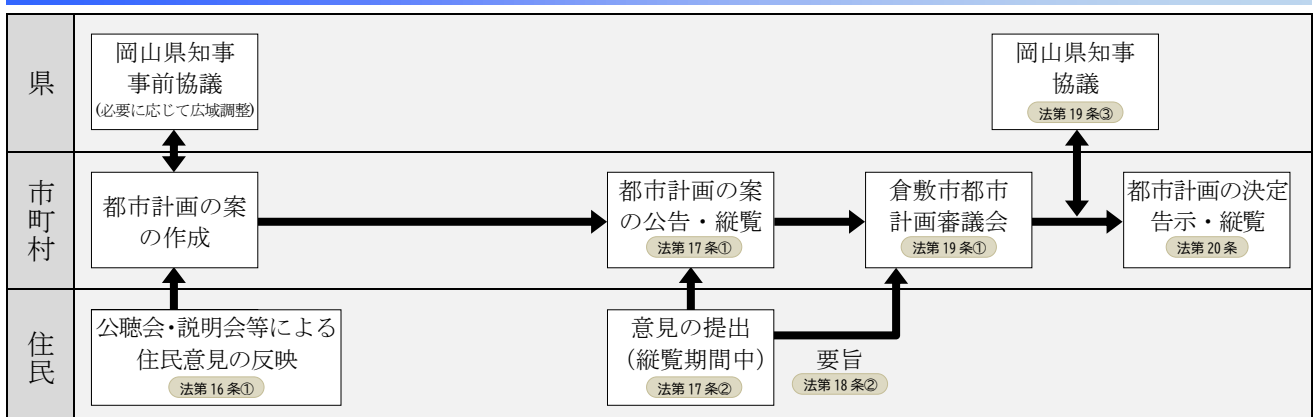 県
岡山県知事
事前協議
(必要に応じて広域調整)
岡山県知事
協議
法第19条③
市町村
都市計画の案
の作成
都市計画の案
の公告・縦覧
法第17条①
倉敷市都市
計画審議会
法第19条①
都市計画の決定
告示・縦覧
法第20条
住民
公聴会・説明会等による
住民意見の反映
法第16条①
意見の提出
(縦覧期間中)
法第17条②
要旨
法第18条②